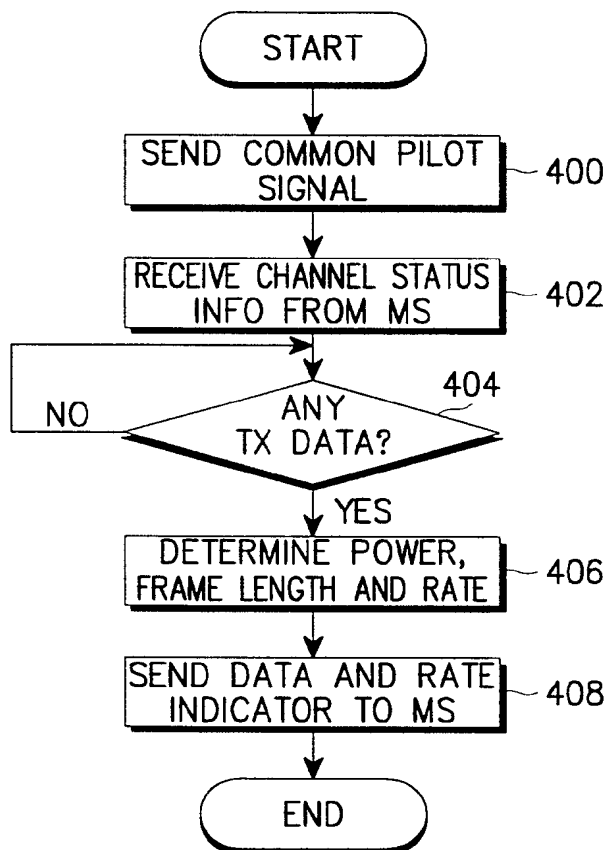 START
SEND COMMON PILOT
SIGNAL
400
RECEIVE CHANNEL STATUS
INFO FROM MS
402
404
ANY
TX DATA?
NO
YES
DETERMINE POWER,
FRAME LENGTH AND RATE
406
SEND DATA AND RATE
INDICATOR TO MS
408
END